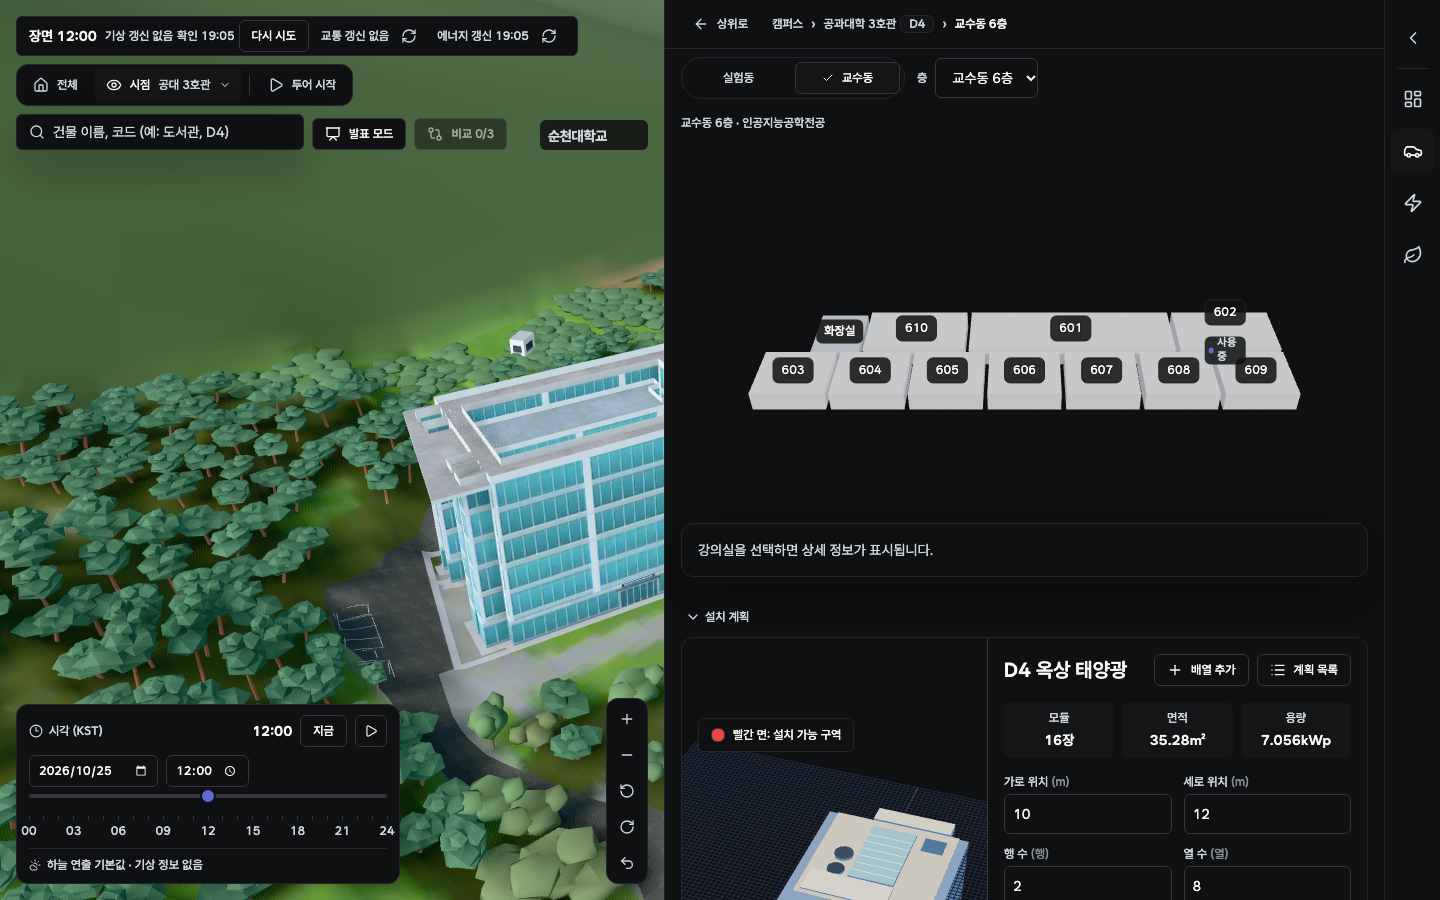 장면 12:00 기상 갱신 없음 확인 19:05 다시 시도 교통 갱신 없음 에너지 갱신 19:05
전체 시점 공대 3호관 투어 시작
건물 이름, 코드 (예: 도서관, D4) 발표 모드 비교 0/3 순천대학교
상위로 캠퍼스 › 공과대학 3호관 D4 › 교수동 6층
실험동 교수동 층 교수동 6층
교수동 6층 · 인공지능공학전공
602
화장실 610 601
사용
중
603 604 605 606 607 608 609
강의실을 선택하면 상세 정보가 표시됩니다.
설치 계획
빨간 면: 설치 가능 구역
D4 옥상 태양광 배열 추가 계획 목록
모듈 면적 용량
16장 35.28m² 7.056kWp
가로 위치 (m) 세로 위치 (m)
10 12
행 수 (행) 열 수 (열)
2 8
시각 (KST) 12:00 지금
2026/10/25 12:00
00 03 06 09 12 15 18 21 24
하늘 연출 기본값 · 기상 정보 없음